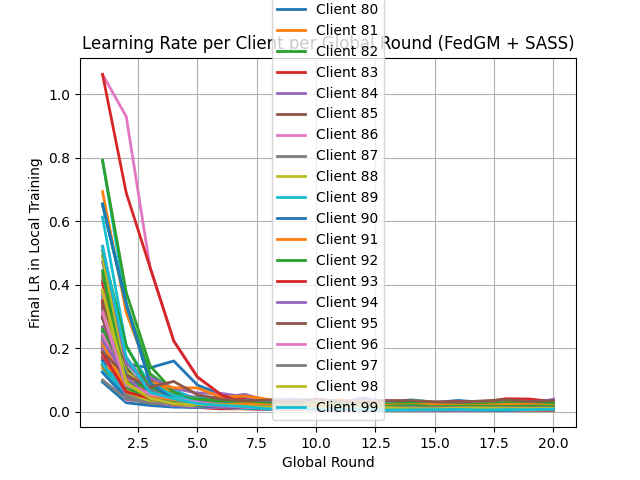 Client 80
Learning Rate per Client per Global Round (FedGM + SASS)
Client 81
Client 82
Client 83
Client 84
Client 85
Client 86
Client 87
Client 88
Client 89
Client 90
Client 91
Client 92
Client 93
Client 94
Client 95
Client 96
Client 97
Client 98
Client 99
1.0
0.8
0.6
0.4
0.2
0.0
Final LR in Local Training
2.5 5.0 7.5 10.0 12.5 15.0 17.5 20.0
Global Round